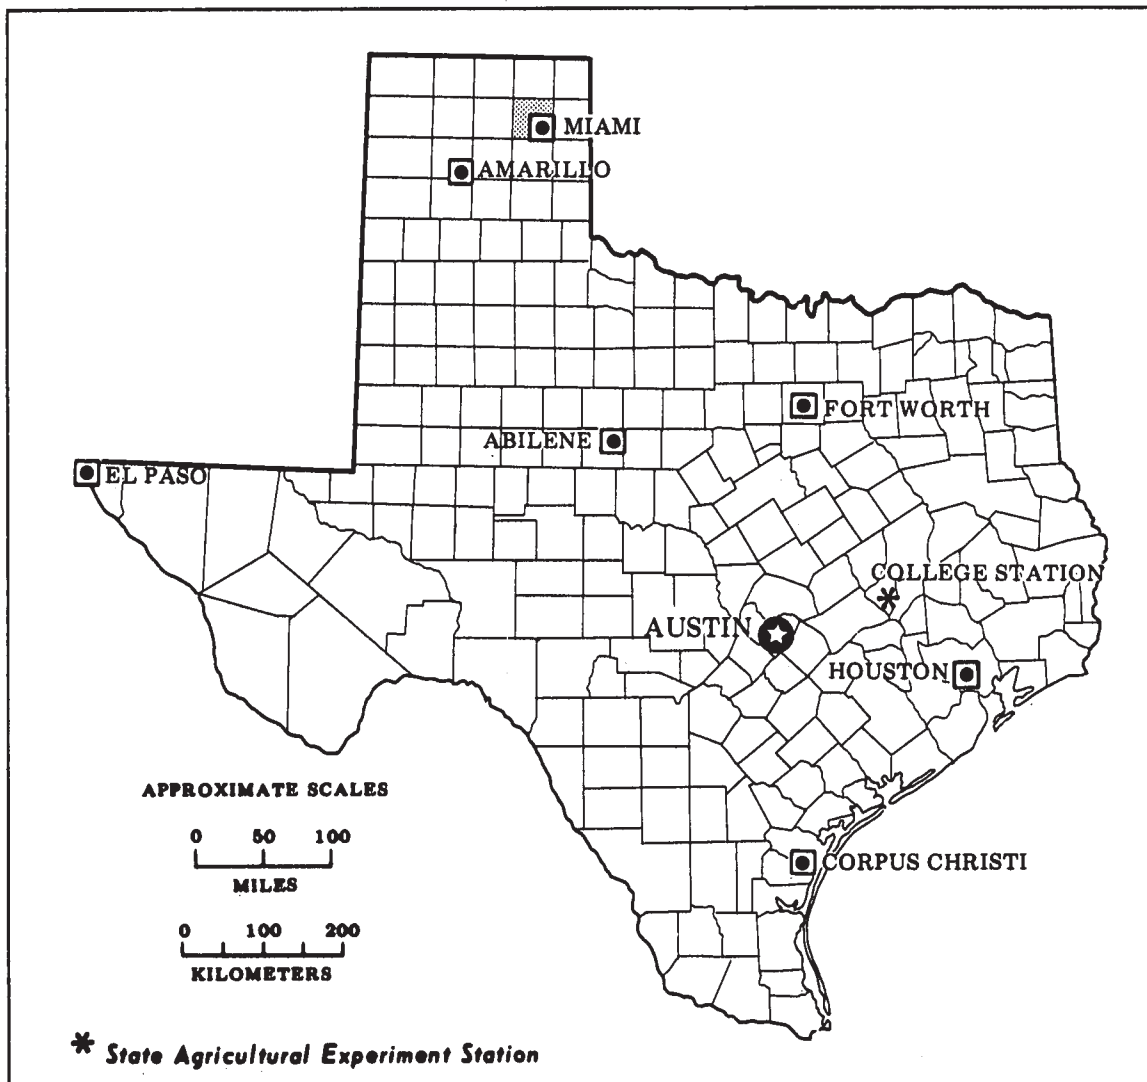 MIAMI
AMARILLO
FORT WORTH
ABILENE
EL PASO
COLLEGE STATION
*
AUSTIN
HOUSTON
APPROXIMATE SCALES
0 50 100
MILES
CORPUS CHRISTI
0 100 200
KILOMETERS
* State Agricultural Experiment Station